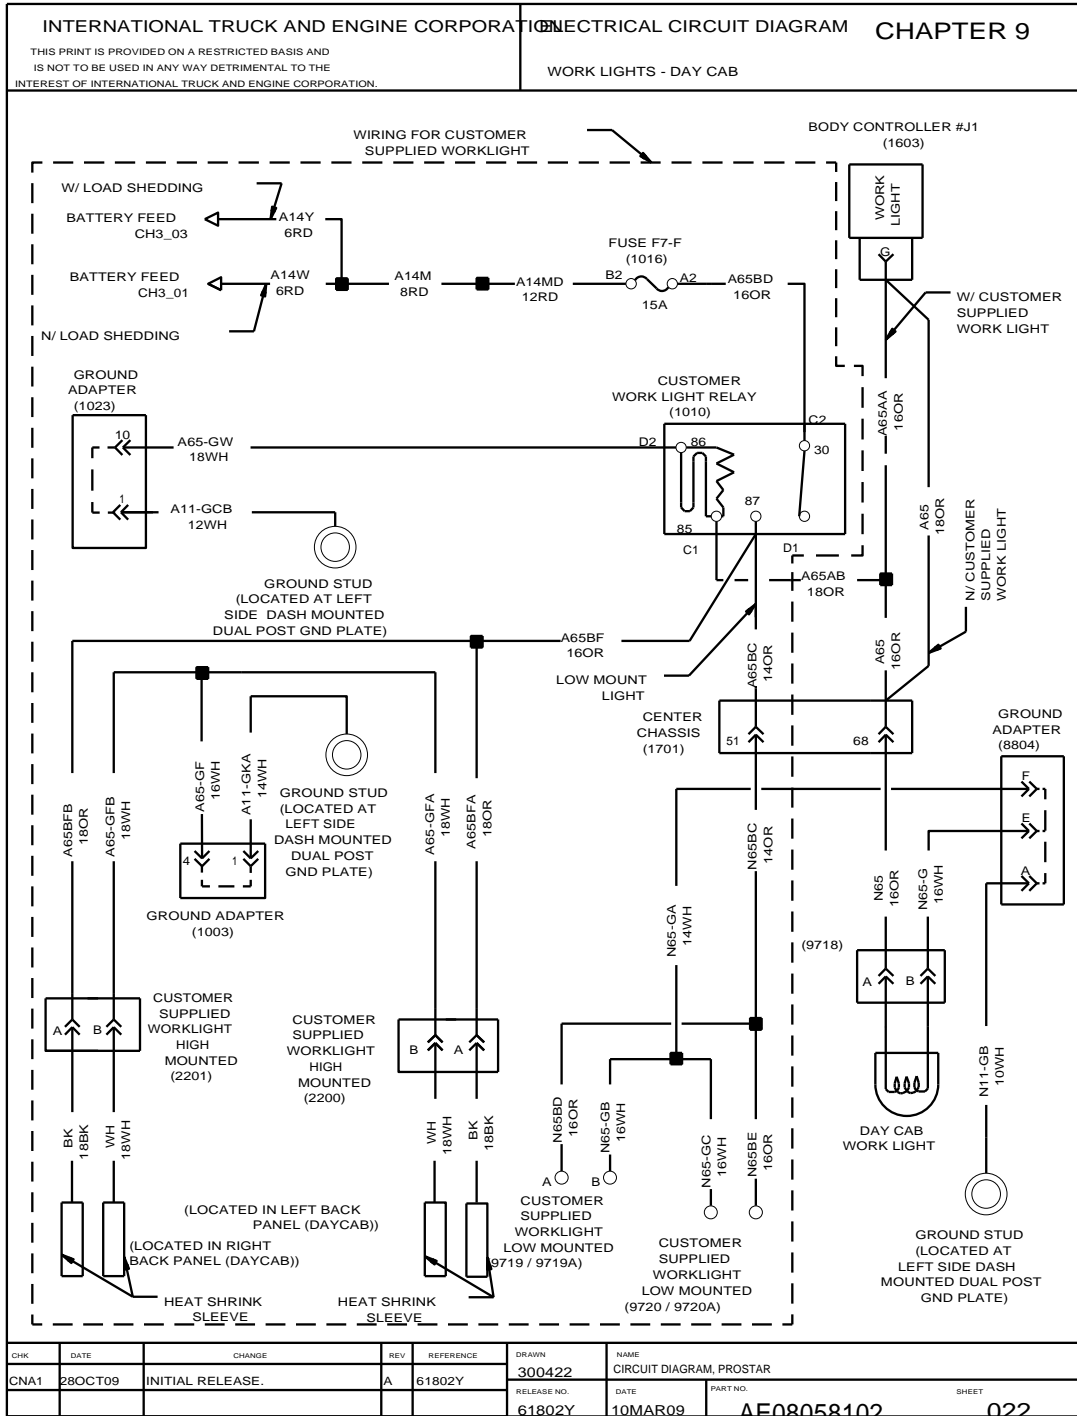 INTERNATIONAL TRUCK AND ENGINE CORPORATION
ELECTRICAL CIRCUIT DIAGRAM
CHAPTER 9
THIS PRINT IS PROVIDED ON A RESTRICTED BASIS AND
IS NOT TO BE USED IN ANY WAY DETRIMENTAL TO THE
INTEREST OF INTERNATIONAL TRUCK AND ENGINE CORPORATION.
WORK LIGHTS - DAY CAB
WIRING FOR CUSTOMER
SUPPLIED WORKLIGHT
BODY CONTROLLER #J1
(1603)
WORK
LIGHT
G
W/ LOAD SHEDDING
BATTERY FEED
CH3_03
A14Y
6RD
BATTERY FEED
CH3_01
A14W
6RD
A14M
8RD
A14MD
12RD
FUSE F7-F
(1016)
B2
A2
15A
A65BD
16OR
N/ LOAD SHEDDING
W/ CUSTOMER
SUPPLIED
WORK LIGHT
GROUND
ADAPTER
(1023)
10
A65-GW
18WH
1
A11-GCB
12WH
GROUND STUD
(LOCATED AT LEFT
SIDE DASH MOUNTED
DUAL POST GND PLATE)
CUSTOMER
WORK LIGHT RELAY
(1010)
C2
D2
86
30
87
85
C1
D1
A65AA
16OR
A65
18OR
N/ CUSTOMER
SUPPLIED
WORK LIGHT
A65AB
18OR
A65BF
16OR
LOW MOUNT
LIGHT
A65BC
14OR
A65
16OR
CENTER
CHASSIS
(1701)
51
68
GROUND
ADAPTER
(8804)
F
E
A
A65BFB
18OR
A65-GFB
18WH
A65-GF
16WH
A11-GKA
14WH
GROUND STUD
(LOCATED AT
LEFT SIDE
DASH MOUNTED
DUAL POST
GND PLATE)
4
1
GROUND ADAPTER
(1003)
A65-GFA
18WH
A65BFA
18OR
N65-GA
14WH
N65BC
14OR
N65
16OR
N65-G
16WH
(9718)
A
B
DAY CAB
WORK LIGHT
N11-GB
10WH
GROUND STUD
(LOCATED AT
LEFT SIDE DASH
MOUNTED DUAL POST
GND PLATE)
A
B
CUSTOMER
SUPPLIED
WORKLIGHT
HIGH
MOUNTED
(2201)
CUSTOMER
SUPPLIED
WORKLIGHT
HIGH
MOUNTED
(2200)
B
A
BK
18BK
WH
18WH
WH
18WH
BK
18BK
N65BD
16OR
N65-GB
16WH
N65-GC
16WH
N65BE
16OR
A
B
CUSTOMER
SUPPLIED
WORKLIGHT
LOW MOUNTED
(9719 / 9719A)
CUSTOMER
SUPPLIED
WORKLIGHT
LOW MOUNTED
(9720 / 9720A)
(LOCATED IN LEFT BACK
PANEL (DAYCAB))
(LOCATED IN RIGHT
BACK PANEL (DAYCAB))
HEAT SHRINK
SLEEVE
HEAT SHRINK
SLEEVE
CHK DATE CHANGE REV REFERENCE
CNA1 28OCT09 INITIAL RELEASE. A 61802Y
DRAWN
300422
NAME
CIRCUIT DIAGRAM, PROSTAR
RELEASE NO.
61802Y
DATE
10MAR09
PART NO.
AE08058102
SHEET
022